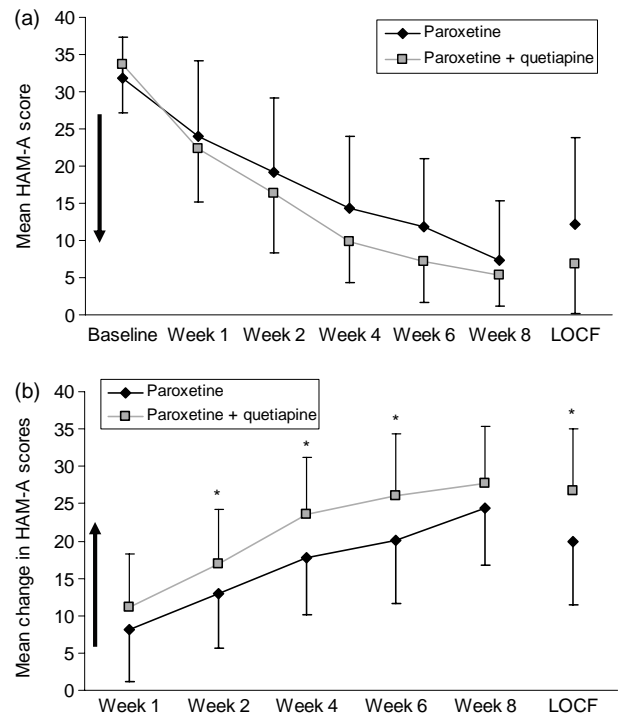 (a)
40
35
30
25
20
15
10
5
0
Mean HAM-A score
Paroxetine
Paroxetine + quetiapine
Baseline Week 1 Week 2 Week 4 Week 6 Week 8 LOCF
(b)
40
35
30
25
20
15
10
5
0
Mean change in HAM-A scores
Paroxetine
Paroxetine + quetiapine
* * * *
Week 1 Week 2 Week 4 Week 6 Week 8 LOCF